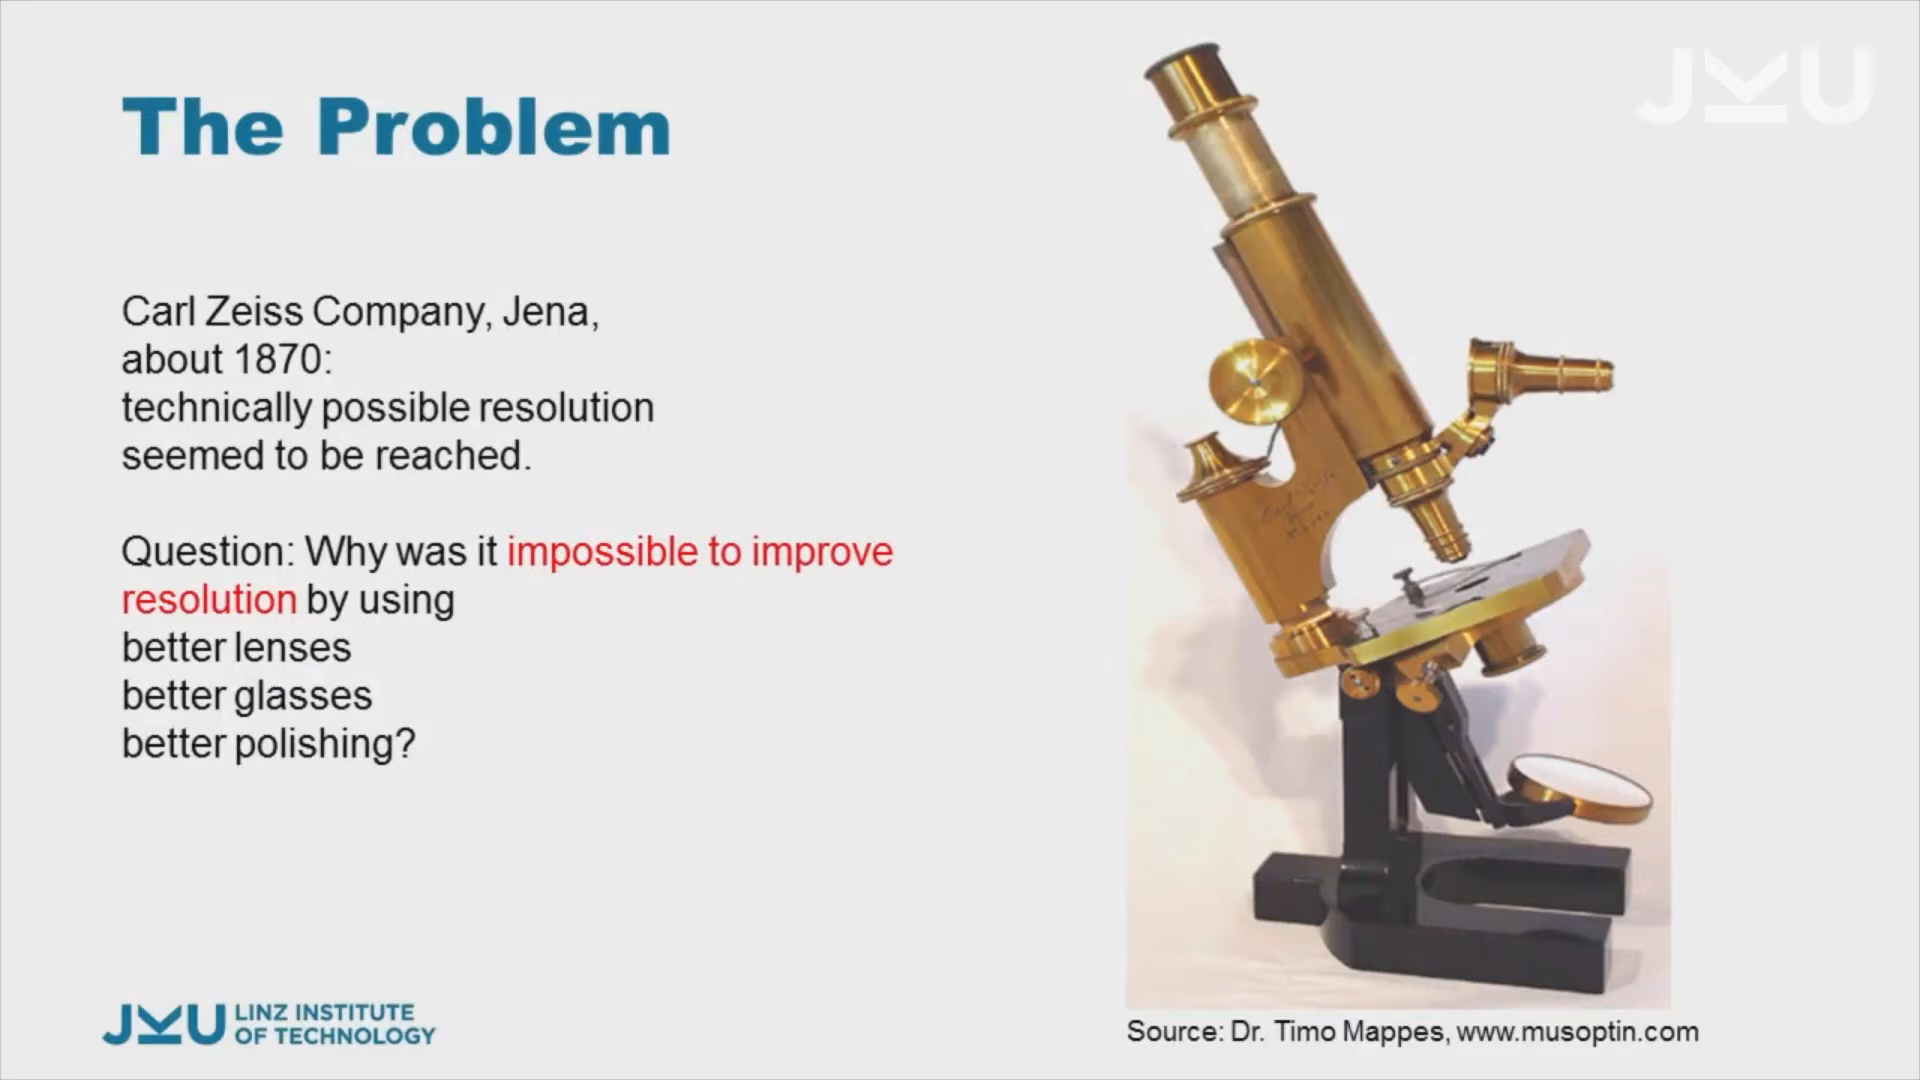 JKU
The Problem
Carl Zeiss Company, Jena,
about 1870:
technically possible resolution
seemed to be reached.
Question: Why was it impossible to improve
resolution by using
better lenses
better glasses
better polishing?
JKU LINZ INSTITUTE
OF TECHNOLOGY
Source: Dr. Timo Mappes, www.musoptin.com